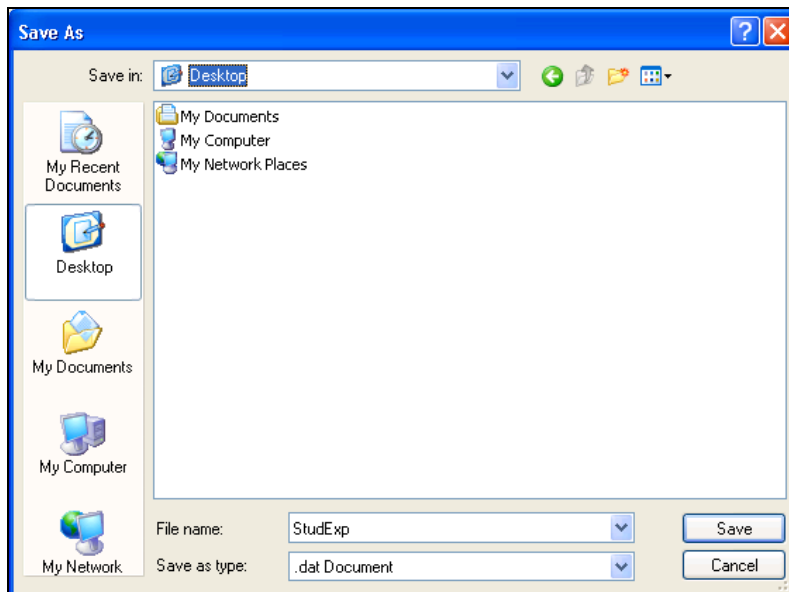 Save As
Save in: Desktop
My Documents
My Computer
My Network Places
My Recent
Documents
Desktop
My Documents
My Computer
My Network
File name: StudExp Save
Save as type: .dat Document Cancel